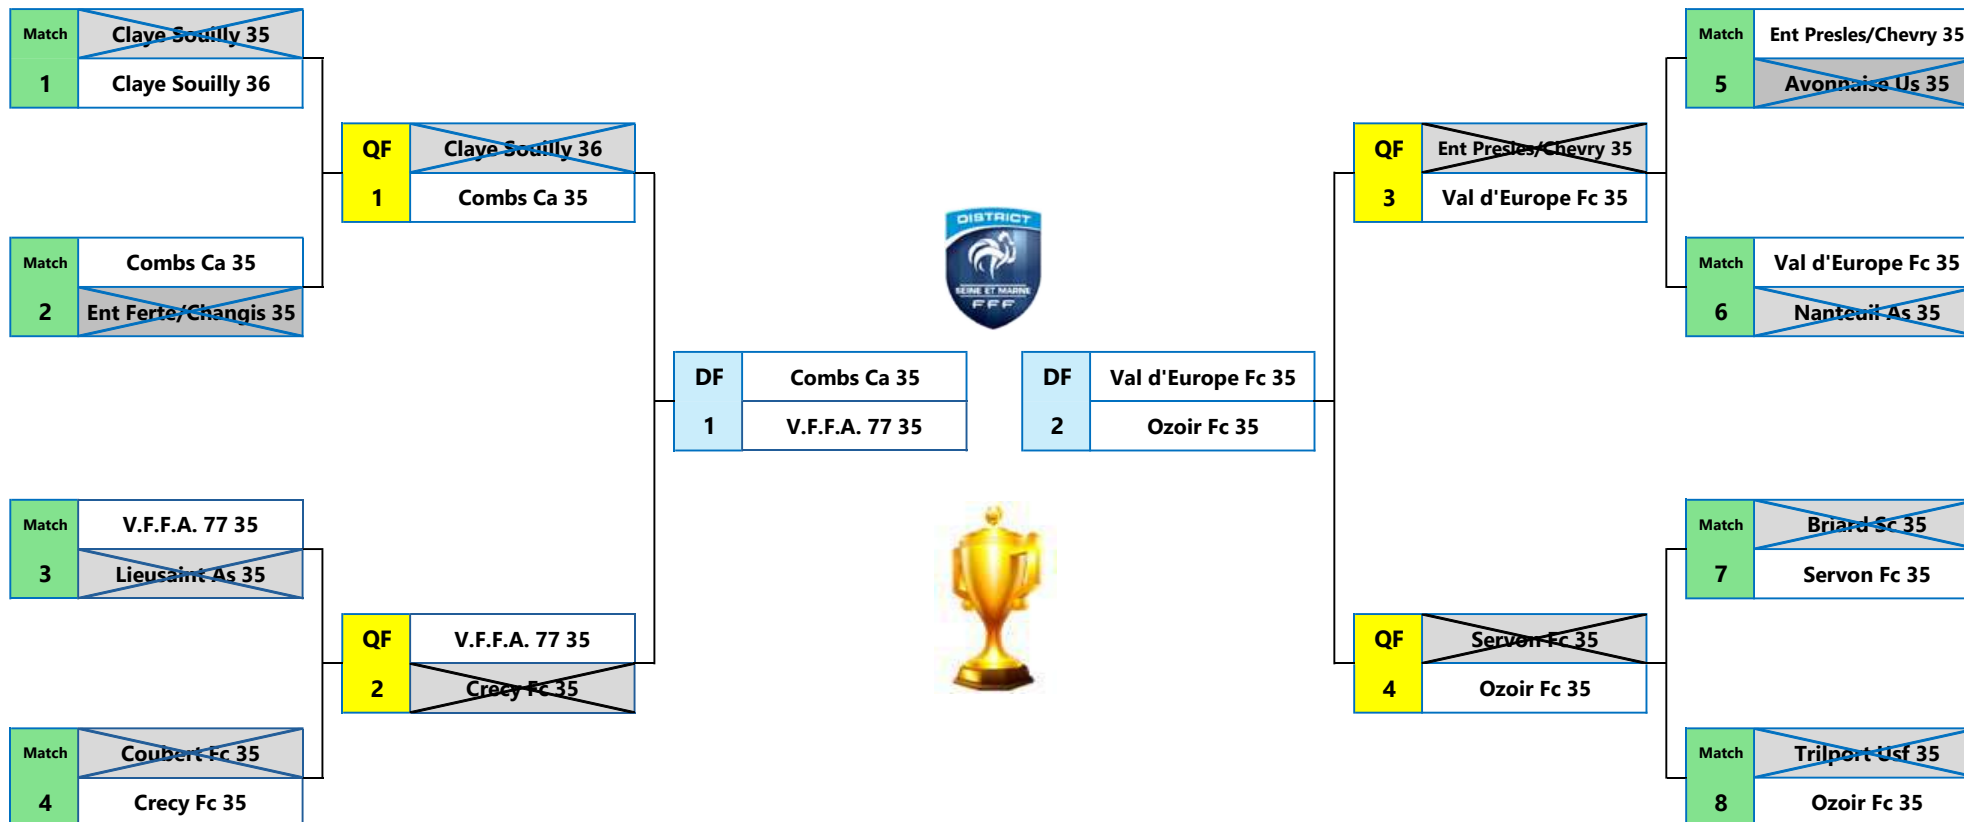 Match 1
Claye Souilly 35
Claye Souilly 36
Match 2
Combs Ca 35
Ent Ferte/Changis 35
Match 3
V.F.F.A. 77 35
Lieusaint As 35
Match 4
Coubert Fc 35
Crecy Fc 35
QF 1
Claye Souilly 36
Combs Ca 35
QF 2
V.F.F.A. 77 35
Crecy Fc 35
DF 1
Combs Ca 35
V.F.F.A. 77 35
DISTRICT
SEINE ET MARNE
FFF
DF 2
Val d'Europe Fc 35
Ozoir Fc 35
QF 3
Ent Presles/Chevry 35
Val d'Europe Fc 35
QF 4
Servon Fc 35
Ozoir Fc 35
Match 5
Ent Presles/Chevry 35
Avonnaise Us 35
Match 6
Val d'Europe Fc 35
Nanteuil As 35
Match 7
Briard Sc 35
Servon Fc 35
Match 8
Trilport Usf 35
Ozoir Fc 35